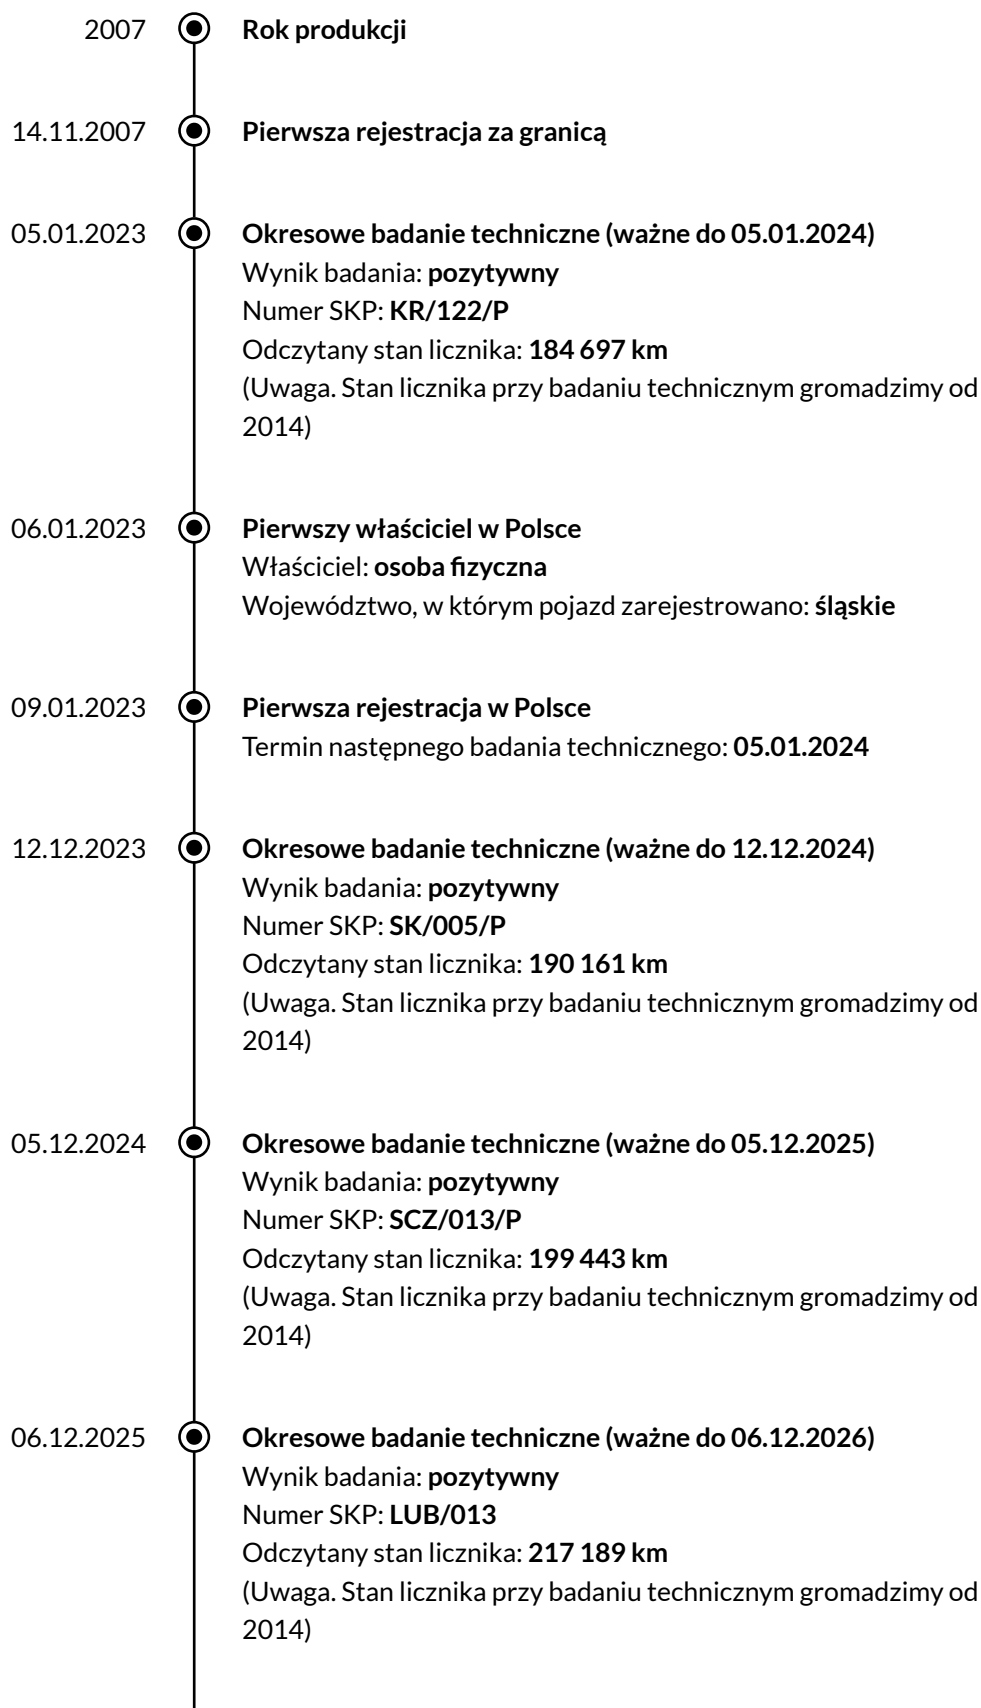 2007 Rok produkcji
14.11.2007 Pierwsza rejestracja za granicą
05.01.2023 Okresowe badanie techniczne (ważne do 05.01.2024)
Wynik badania: pozytywny
Numer SKP: KR/122/P
Odczytany stan licznika: 184 697 km
(Uwaga. Stan licznika przy badaniu technicznym gromadzimy od
2014)
06.01.2023 Pierwszy właściciel w Polsce
Właściciel: osoba fizyczna
Województwo, w którym pojazd zarejestrowano: śląskie
09.01.2023 Pierwsza rejestracja w Polsce
Termin następnego badania technicznego: 05.01.2024
12.12.2023 Okresowe badanie techniczne (ważne do 12.12.2024)
Wynik badania: pozytywny
Numer SKP: SK/005/P
Odczytany stan licznika: 190 161 km
(Uwaga. Stan licznika przy badaniu technicznym gromadzimy od
2014)
05.12.2024 Okresowe badanie techniczne (ważne do 05.12.2025)
Wynik badania: pozytywny
Numer SKP: SCZ/013/P
Odczytany stan licznika: 199 443 km
(Uwaga. Stan licznika przy badaniu technicznym gromadzimy od
2014)
06.12.2025 Okresowe badanie techniczne (ważne do 06.12.2026)
Wynik badania: pozytywny
Numer SKP: LUB/013
Odczytany stan licznika: 217 189 km
(Uwaga. Stan licznika przy badaniu technicznym gromadzimy od
2014)